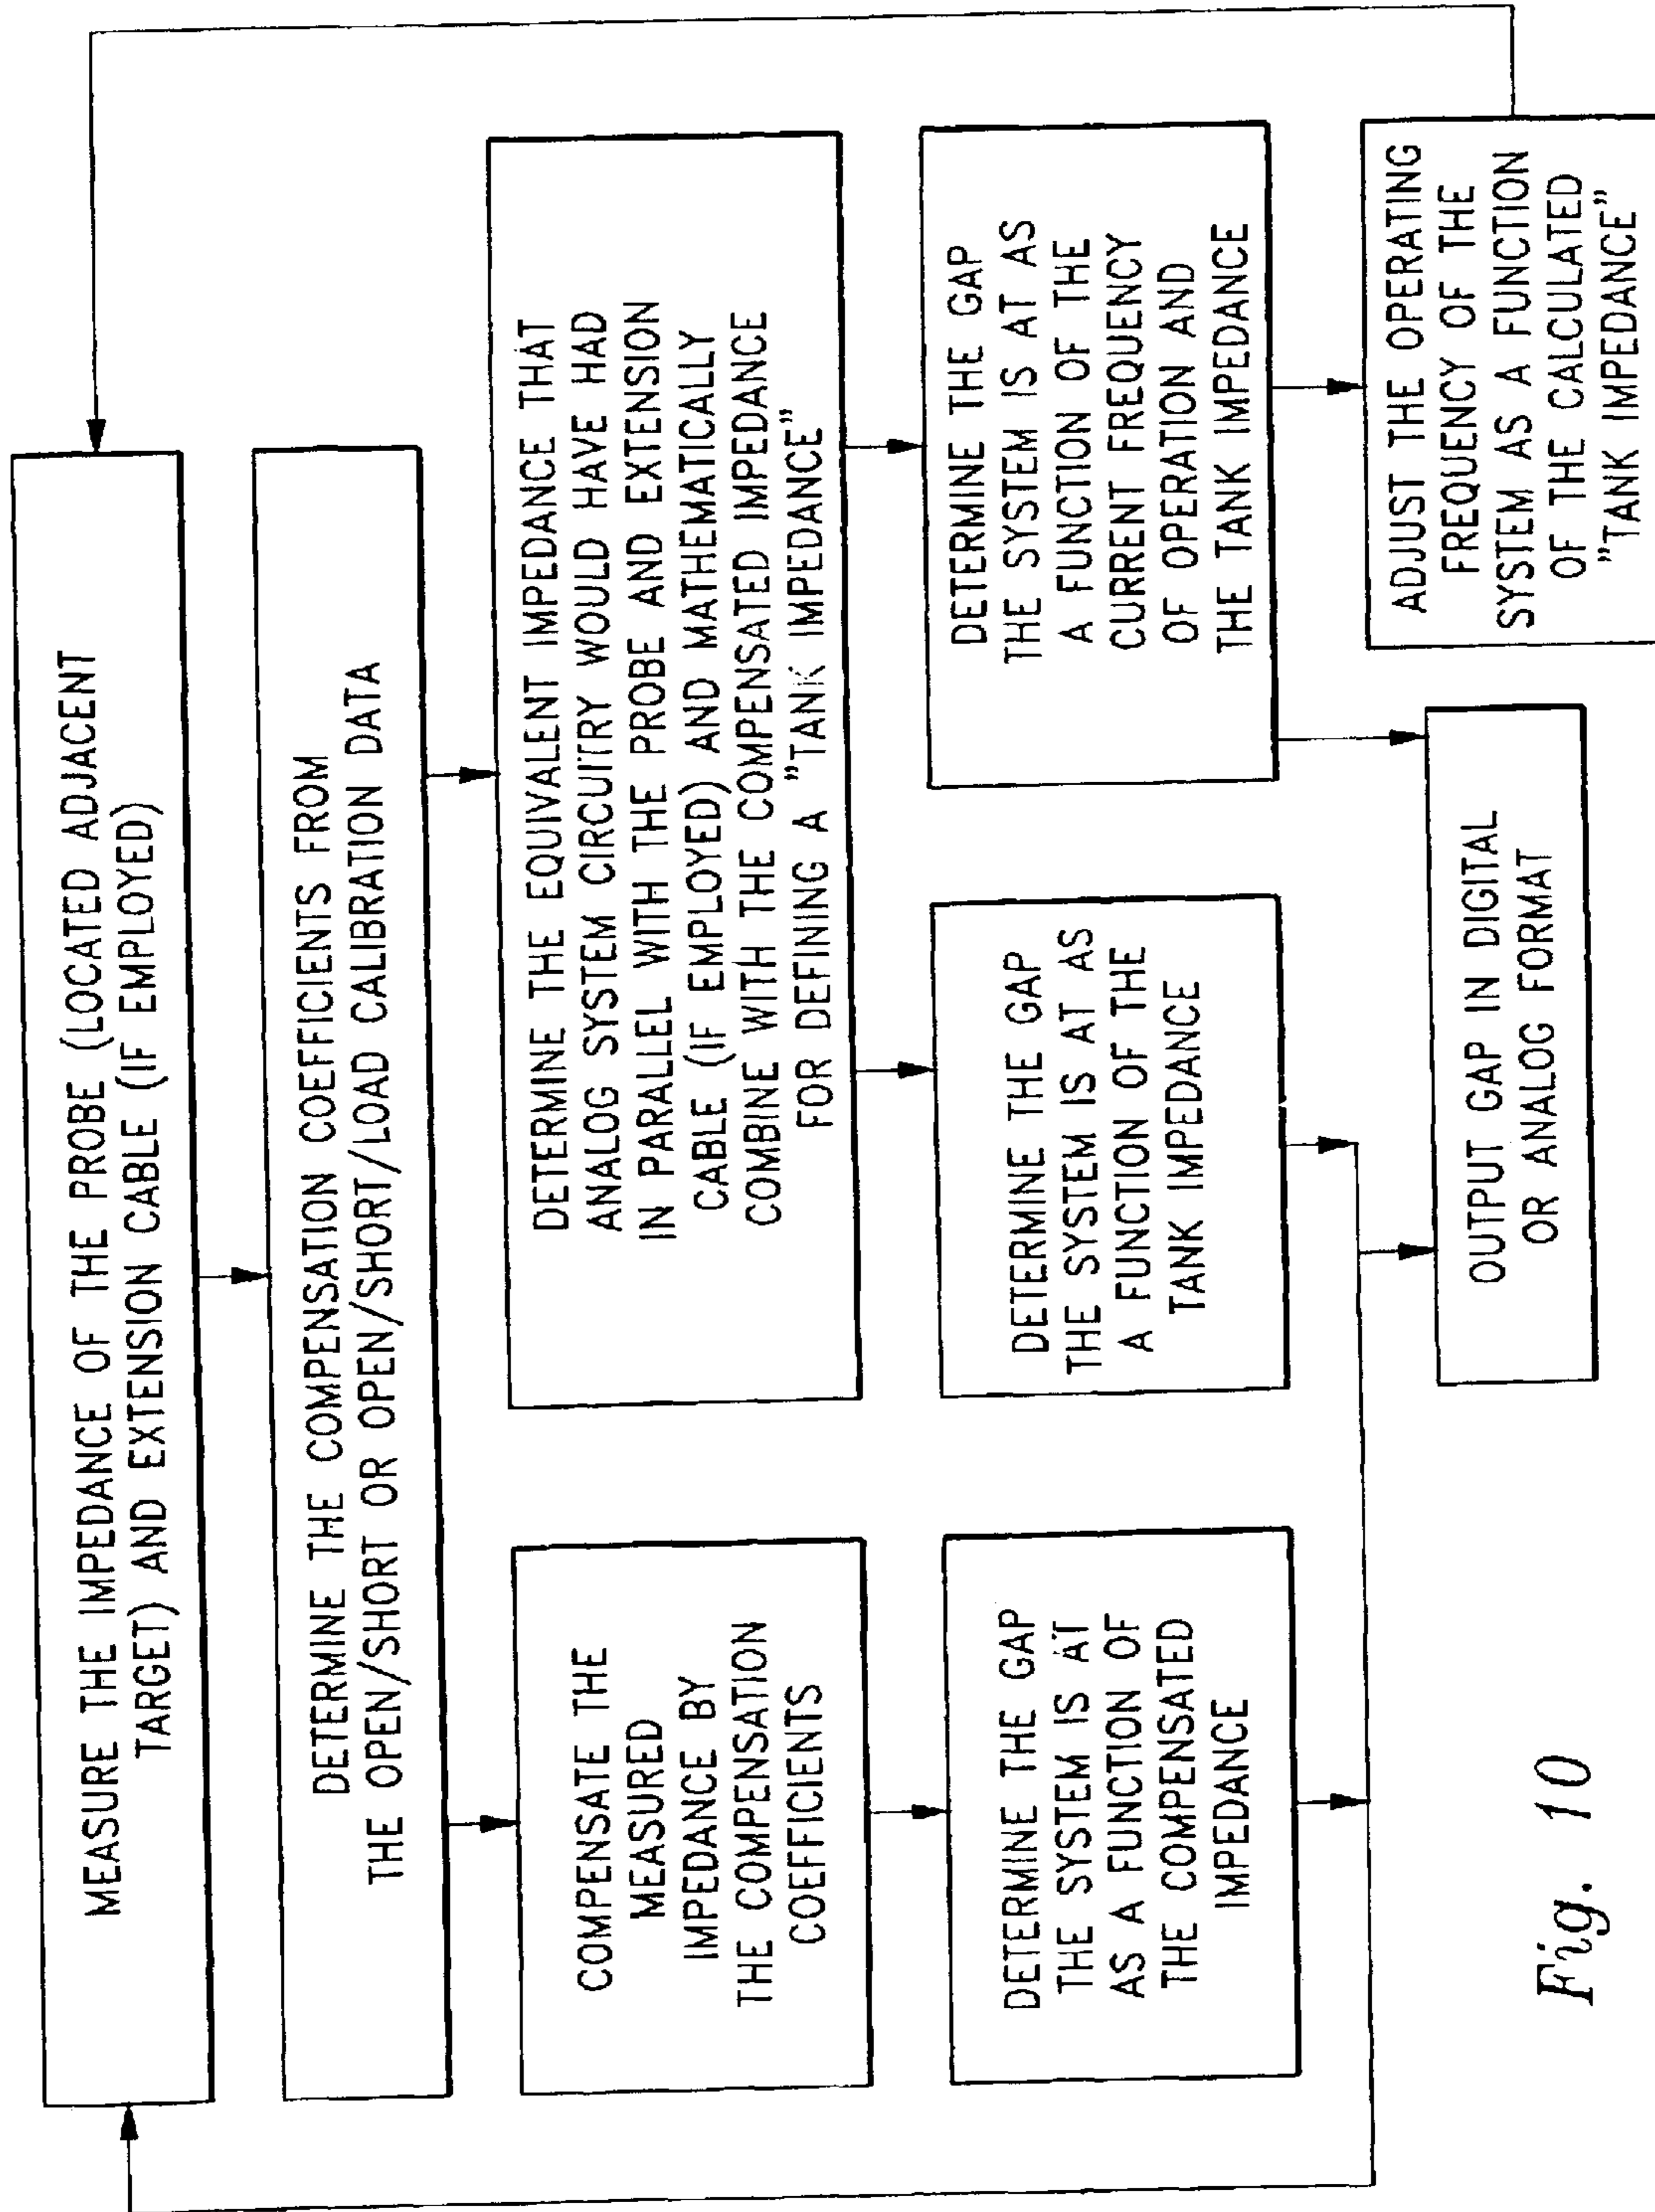 MEASURE THE IMPEDANCE OF THE PROBE (LOCATED ADJACENT
TARGET) AND EXTENSION CABLE (IF EMPLOYED)
DETERMINE THE COMPENSATION COEFFICIENTS FROM
THE OPEN/SHORT OR OPEN/SHORT/LOAD CALIBRATION DATA
COMPENSATE THE
MEASURED
IMPEDANCE BY
THE COMPENSATION
COEFFICIENTS
DETERMINE THE EQUIVALENT IMPEDANCE THAT
ANALOG SYSTEM CIRCUITRY WOULD HAVE HAD
IN PARALLEL WITH THE PROBE AND EXTENSION
CABLE (IF EMPLOYED) AND MATHEMATICALLY
COMBINE WITH THE COMPENSATED IMPEDANCE
FOR DEFINING A "TANK IMPEDANCE"
DETERMINE THE GAP
THE SYSTEM IS AT
AS A FUNCTION OF
THE COMPENSATED
IMPEDANCE
DETERMINE THE GAP
THE SYSTEM IS AT AS
A FUNCTION OF THE
TANK IMPEDANCE
DETERMINE THE GAP
THE SYSTEM IS AT AS
A FUNCTION OF THE
CURRENT FREQUENCY
OF OPERATION AND
THE TANK IMPEDANCE
OUTPUT GAP IN DIGITAL
OR ANALOG FORMAT
ADJUST THE OPERATING
FREQUENCY OF THE
SYSTEM AS A FUNCTION
OF THE CALCULATED
"TANK IMPEDANCE"
Fig. 10